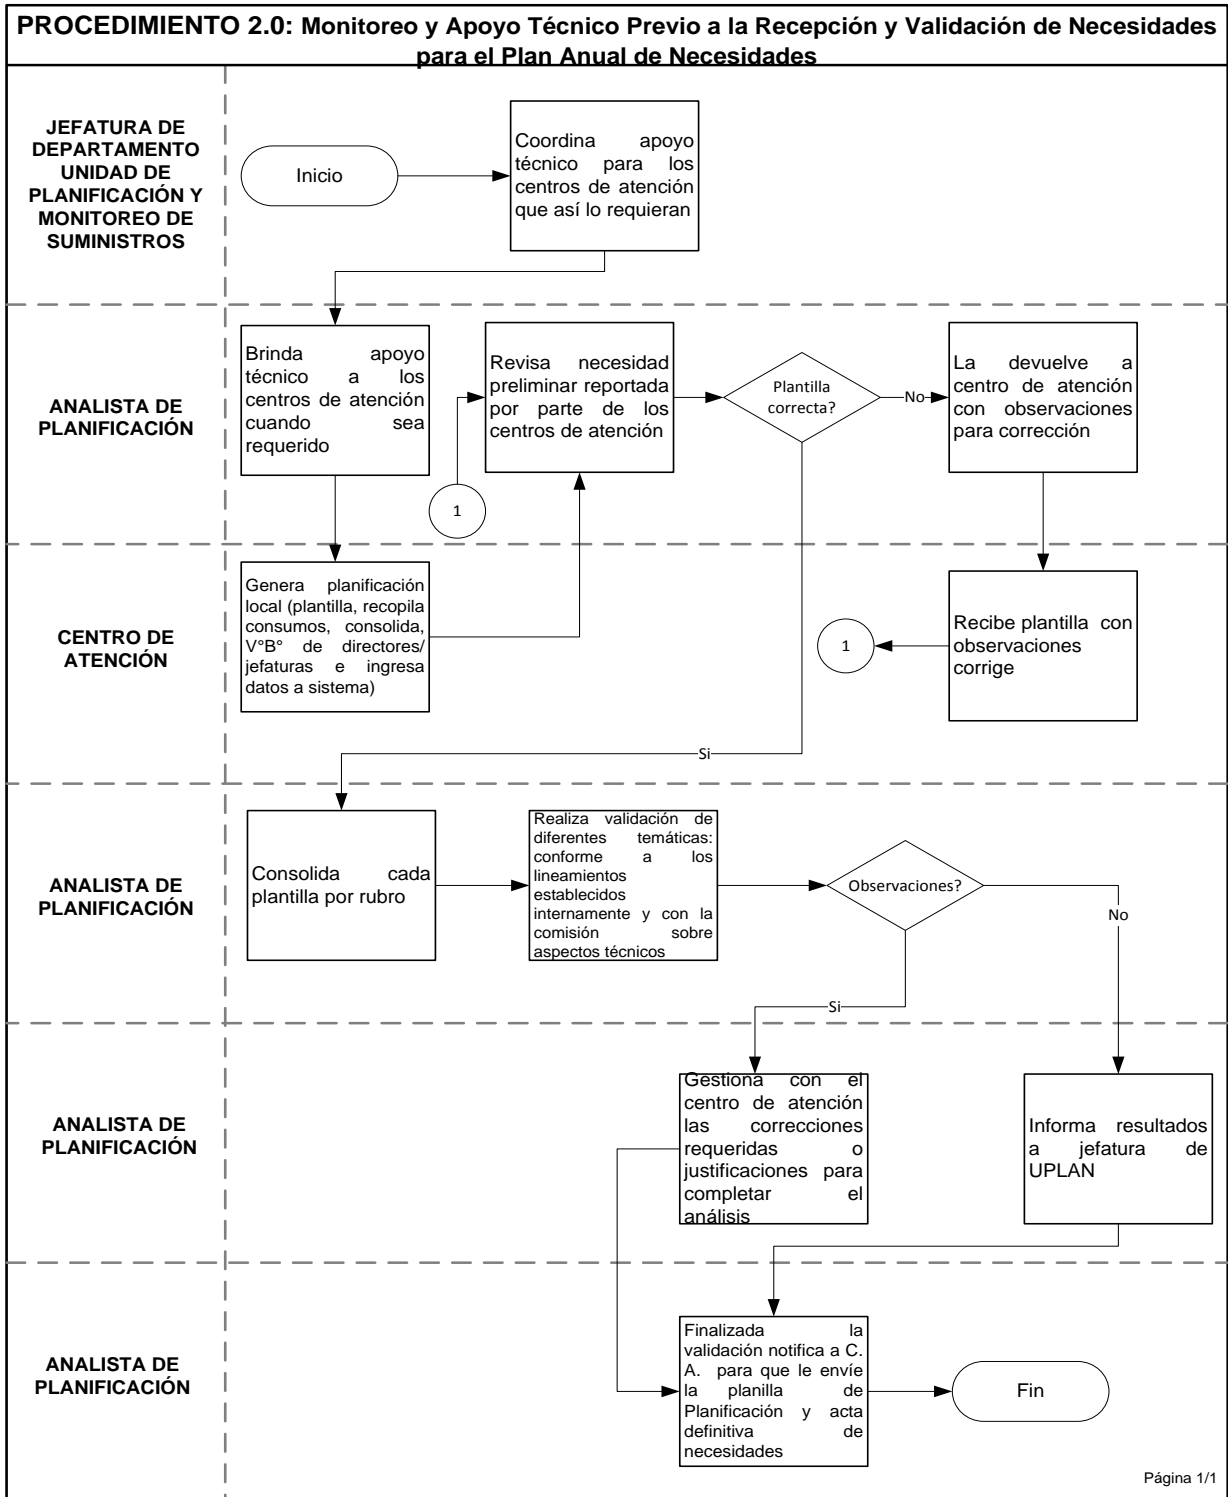 PROCEDIMIENTO 2.0: Monitoreo y Apoyo Técnico Previo a la Recepción y Validación de Necesidades
para el Plan Anual de Necesidades
JEFATURA DE
DEPARTAMENTO
UNIDAD DE
PLANIFICACIÓN Y
MONITOREO DE
SUMINISTROS
Inicio
Coordina apoyo
técnico para los
centros de atención
que así lo requieran
ANALISTA DE
PLANIFICACIÓN
Brinda apoyo
técnico a los
centros de atención
cuando sea
requerido
Revisa necesidad
preliminar reportada
por parte de los
centros de atención
1
Plantilla
correcta?
No
La devuelve a
centro de atención
con observaciones
para corrección
CENTRO DE
ATENCIÓN
Genera planificación
local (plantilla, recopila
consumos, consolida,
V°B° de directores/
jefaturas e ingresa
datos a sistema)
1
Recibe plantilla con
observaciones
corrige
Si
ANALISTA DE
PLANIFICACIÓN
Consolida cada
plantilla por rubro
Realiza validación de
diferentes temáticas:
conforme a los
lineamientos
establecidos
internamente y con la
comisión sobre
aspectos técnicos
Observaciones?
No
Si
ANALISTA DE
PLANIFICACIÓN
Gestiona con el
centro de atención
las correcciones
requeridas o
justificaciones para
completar el
análisis
Informa resultados
a jefatura de
UPLAN
ANALISTA DE
PLANIFICACIÓN
Finalizada la
validación notifica a C.
A. para que le envíe
la planilla de
Planificación y acta
definitiva de
necesidades
Fin
Página 1/1